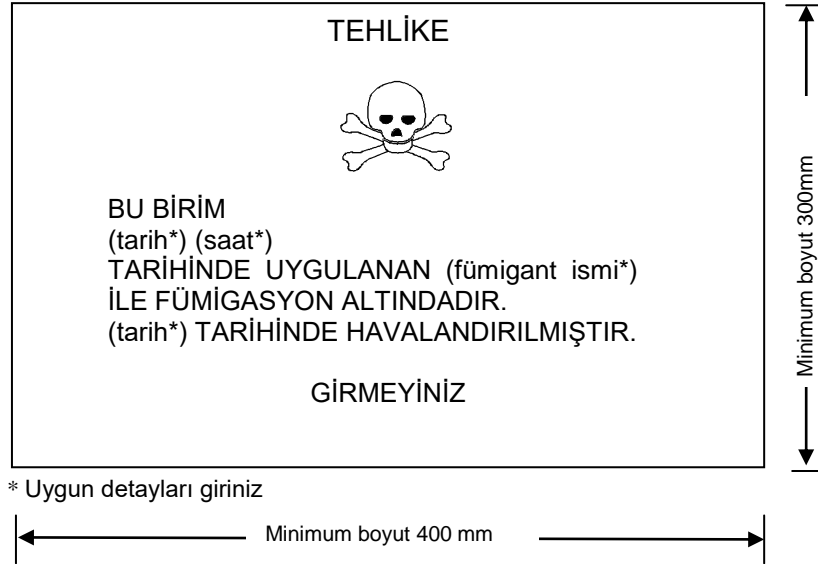 TEHLİKE
BU BİRİM
(tarih*) (saat*)
TARİHİNDE UYGULANAN (fümigant ismi*)
İLE FÜMİGASYON ALTINDADIR.
(tarih*) TARİHİNDE HAVALANDIRILMIŞTIR.
GİRMEYİNİZ
Minimum boyut 300mm
* Uygun detayları giriniz
Minimum boyut 400 mm